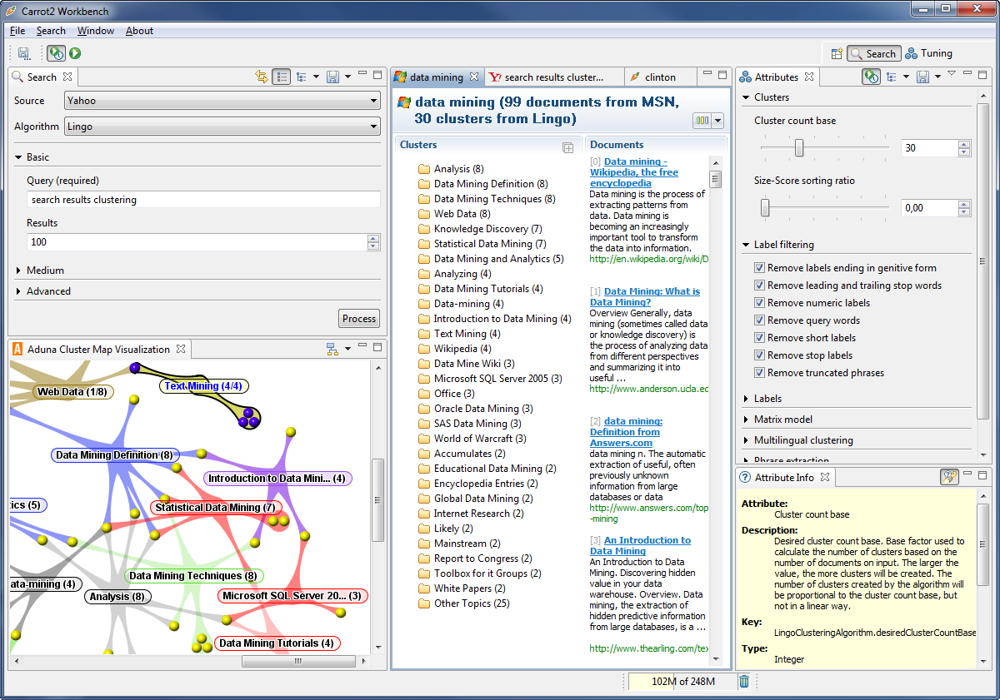 Carrot2 Workbench
File Search Window About
Search Tuning
Search
Source Yahoo
Algorithm Lingo
Basic
Query (required)
search results clustering
Results
100
Medium
Advanced
Process
Aduna Cluster Map Visualization
Web Data (1/8)
Text Mining (4/4)
Data Mining Definition (8)
Introduction to Data Mini... (4)
tics (5)
Statistical Data Mining (7)
Data Mining Techniques (8)
ata-mining (4)
Analysis (8)
Microsoft SQL Server 20... (3)
Data Mining Tutorials (4)
data mining
search results cluster...
clinton
data mining (99 documents from MSN,
30 clusters from Lingo)
Clusters
Analysis (8)
Data Mining Definition (8)
Data Mining Techniques (8)
Web Data (8)
Knowledge Discovery (7)
Statistical Data Mining (7)
Data Mining and Analytics (5)
Analyzing (4)
Data Mining Tutorials (4)
Data-mining (4)
Introduction to Data Mining (4)
Text Mining (4)
Wikipedia (4)
Data Mine Wiki (3)
Microsoft SQL Server 2005 (3)
Office (3)
Oracle Data Mining (3)
SAS Data Mining (3)
World of Warcraft (3)
Accumulates (2)
Educational Data Mining (2)
Encyclopedia Entries (2)
Global Data Mining (2)
Internet Research (2)
Likely (2)
Mainstream (2)
Report to Congress (2)
Toolbox for it Groups (2)
White Papers (2)
Other Topics (25)
Documents
[0] Data mining -
Wikipedia, the free
encyclopedia
Data mining is the process of
extracting patterns from
data. Data mining is
becoming an increasingly
important tool to transform
the data into information.
http://en.wikipedia.org/wiki/D
[1] Data Mining: What is
Data Mining?
Overview Generally, data
mining (sometimes called data
or knowledge discovery) is
the process of analyzing data
from different perspectives
and summarizing it into
useful ...
http://www.anderson.ucla.ed
[2] data mining:
Definition from
Answers.com
data mining n. The automatic
extraction of useful, often
previously unknown
information from large
databases or data
http://www.answers.com/top
-mining
[3] An Introduction to
Data Mining
An Introduction to Data
Mining. Discovering hidden
value in your data
warehouse. Overview. Data
mining, the extraction of
hidden predictive information
from large databases, is a ...
http://www.thearling.com/tex
Attributes
Clusters
Cluster count base
30
Size-Score sorting ratio
0,00
Label filtering
Remove labels ending in genitive form
Remove leading and trailing stop words
Remove numeric labels
Remove query words
Remove short labels
Remove stop labels
Remove truncated phrases
Labels
Matrix model
Multilingual clustering
Phrase extraction
Attribute Info
Attribute:
Cluster count base
Description:
Desired cluster count base. Base factor used to
calculate the number of clusters based on the
number of documents on input. The larger the
value, the more clusters will be created. The
number of clusters created by the algorithm will
be proportional to the cluster count base, but
not in a linear way.
Key:
LingoClusteringAlgorithm.desiredClusterCountBase
Type:
Integer
102M of 248M